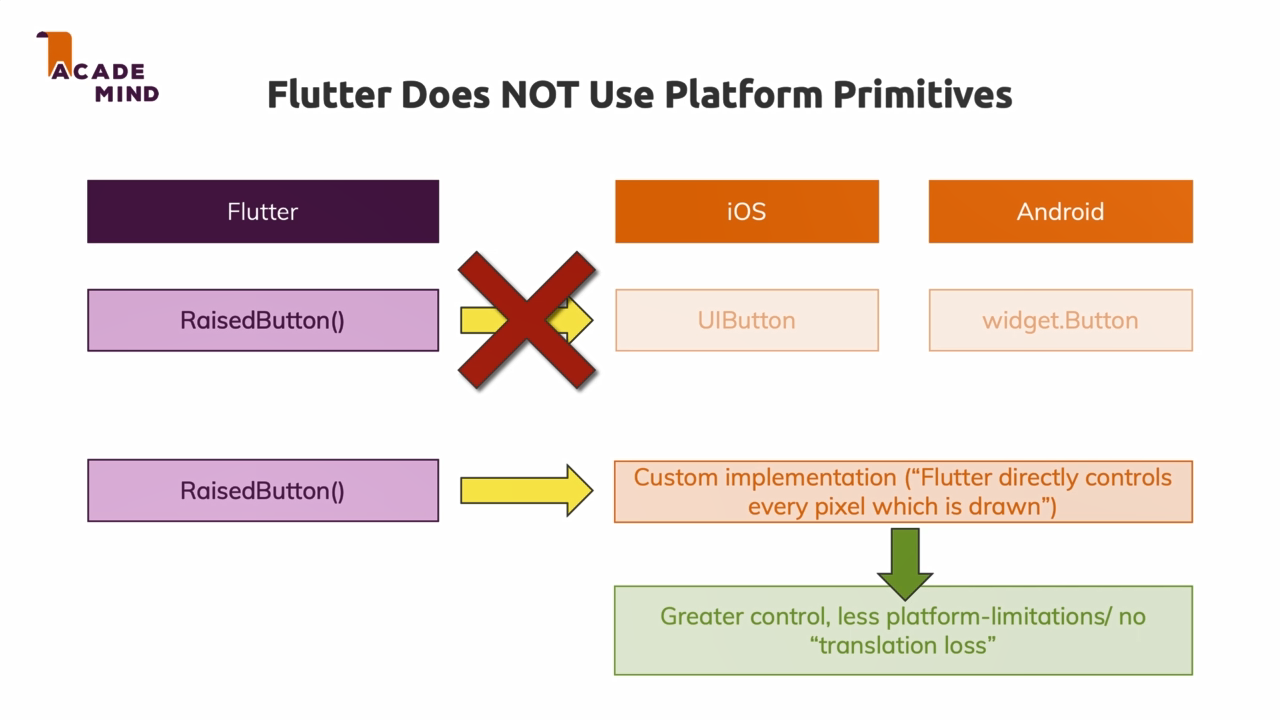 ACADE
MIND
Flutter Does NOT Use Platform Primitives
Flutter
iOS
Android
RaisedButton()
UIButton
widget.Button
RaisedButton()
Custom implementation (“Flutter directly controls
every pixel which is drawn”)
Greater control, less platform-limitations/ no
“translation loss”